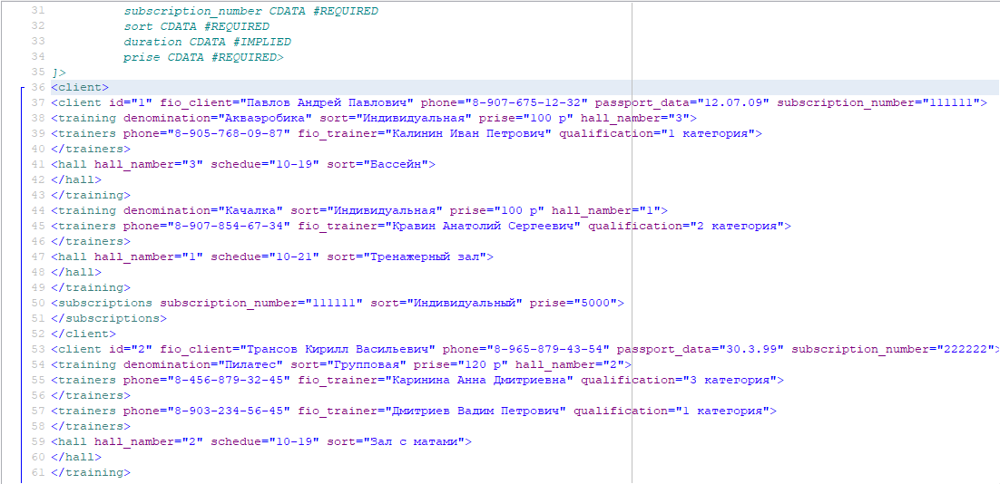 31 subscription_number CDATA #REQUIRED
32 sort CDATA #REQUIRED
33 duration CDATA #IMPLIED
34 prise CDATA #REQUIRED>
35 ]>
36 <client>
37 <client id="1" fio_client="Павлов Андрей Павлович" phone="8-907-675-12-32" passport_data="12.07.09" subscription_number="111111">
38 <training denomination="Акваэробика" sort="Индивидуальная" prise="100 р" hall_namber="3">
39 <trainers phone="8-905-768-09-87" fio_trainer="Калинин Иван Петрович" qualification="1 категория">
40 </trainers>
41 <hall hall_namber="3" schedue="10-19" sort="Бассейн">
42 </hall>
43 </training>
44 <training denomination="Качалка" sort="Индивидуальная" prise="100 р" hall_namber="1">
45 <trainers phone="8-907-854-67-34" fio_trainer="Кравин Анатолий Сергеевич" qualification="2 категория">
46 </trainers>
47 <hall hall_namber="1" schedue="10-21" sort="Тренажерный зал">
48 </hall>
49 </training>
50 <subscriptions subscription_number="111111" sort="Индивидуальный" prise="5000">
51 </subscriptions>
52 </client>
53 <client id="2" fio_client="Трансов Кирилл Васильевич" phone="8-965-879-43-54" passport_data="30.3.99" subscription_number="222222">
54 <training denomination="Пилатес" sort="Групповая" prise="120 р" hall_namber="2">
55 <trainers phone="8-456-879-32-45" fio_trainer="Каринина Анна Дмитриевна" qualification="3 категория">
56 </trainers>
57 <trainers phone="8-903-234-56-45" fio_trainer="Дмитриев Вадим Петрович" qualification="1 категория">
58 </trainers>
59 <hall hall_namber="2" schedue="10-19" sort="Зал с матами">
60 </hall>
61 </training>